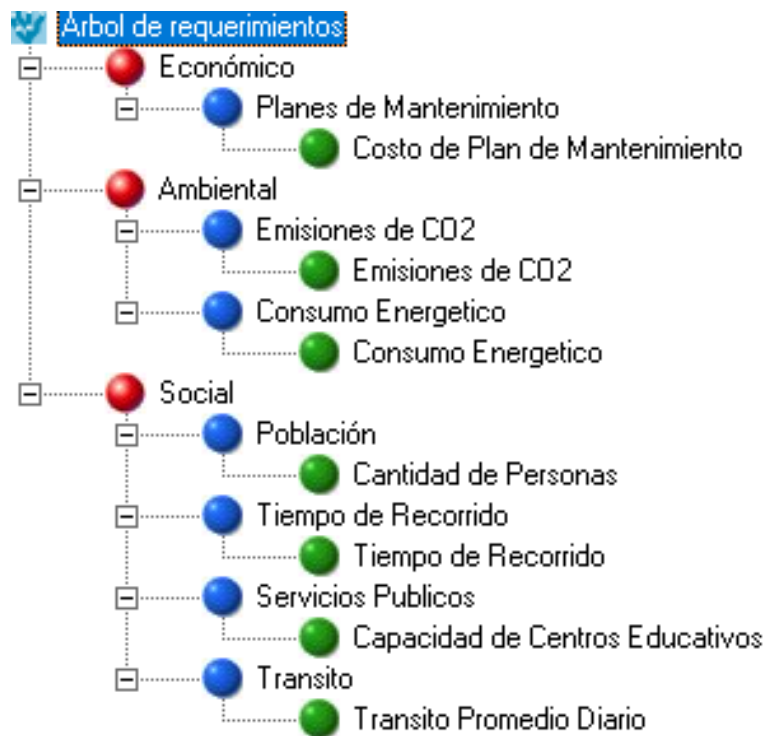 Árbol de requerimientos
Económico
Planes de Mantenimiento
Costo de Plan de Mantenimiento
Ambiental
Emisiones de CO2
Emisiones de CO2
Consumo Energetico
Consumo Energetico
Social
Población
Cantidad de Personas
Tiempo de Recorrido
Tiempo de Recorrido
Servicios Publicos
Capacidad de Centros Educativos
Transito
Transito Promedio Diario